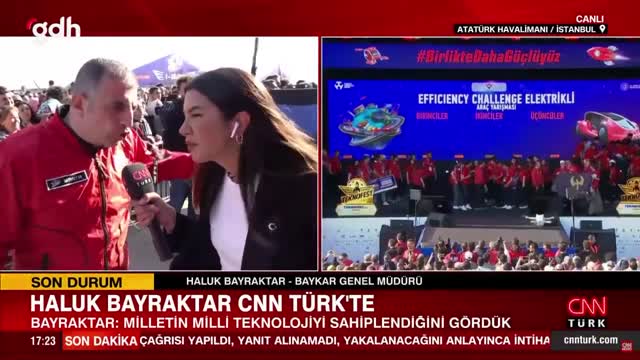 gdh
CANLI
ATATÜRK HAVALİMANI / İSTANBUL
#BirlikteDahaGüçlüyüz
EFFICIENCY CHALLENGE ELEKTRİKLİ
ARAÇ YARIŞMASI
BİRİNCİLER
İKİNCİLER
ÜÇÜNCÜLER
CNN
TÜRK
TEKNOFEST
SON DURUM
HALUK BAYRAKTAR - BAYKAR GENEL MÜDÜRÜ
HALUK BAYRAKTAR CNN TÜRK'TE
BAYRAKTAR: MİLLETİN MİLLİ TEKNOLOJİYİ SAHİPLENDİĞİNİ GÖRDÜK
CNN
TÜRK
17:23 SON DAKİKA ÇAĞRISI YAPILDI, YANIT ALINAMADI, YAKALANACAĞINI ANLAYINCA İNTİHA
cnnturk.com